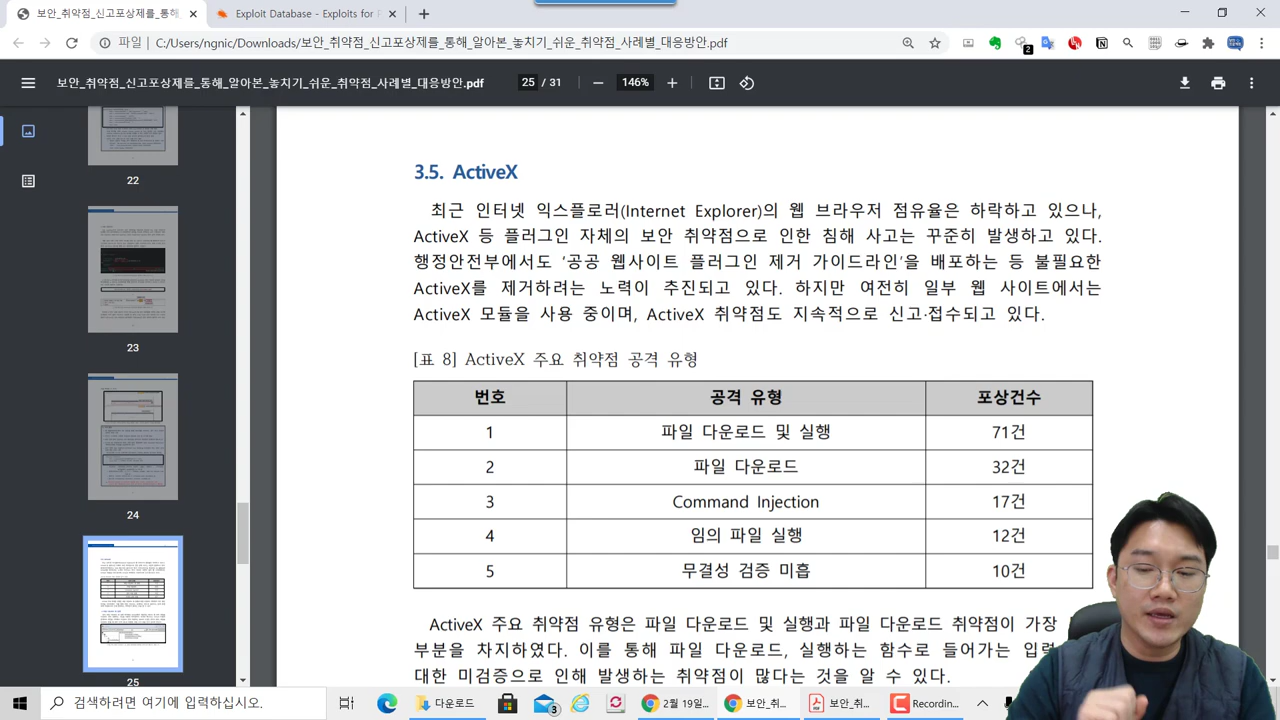 보안_취약점_신고포상제를_통해
Exploit Database - Exploits for P
파일
C:/Users/ngnic/Downloads/보안_취약점_신고포상제를_통해_알아본_놓치기_쉬운_취약점_사례별_대응방안.pdf
2
보안_취약점_신고포상제를_통해_알아본_놓치기_쉬운_취약점_사례별_대응방안.pdf
25 / 31
146%
22
23
24
25
3.5. ActiveX
최근 인터넷 익스플로러(Internet Explorer)의 웹 브라우저 점유율은 하락하고 있으나,
ActiveX 등 플러그인 자체의 보안 취약점으로 인한 침해 사고는 꾸준히 발생하고 있다.
행정안전부에서도 ‘공공 웹사이트 플러그인 제거 가이드라인’을 배포하는 등 불필요한
ActiveX를 제거하려는 노력이 추진되고 있다. 하지만 여전히 일부 웹 사이트에서는
ActiveX 모듈을 사용 중이며, ActiveX 취약점도 지속적으로 신고·접수되고 있다.
[표 8] ActiveX 주요 취약점 공격 유형
번호 공격 유형 포상건수
1 파일 다운로드 및 실행 71건
2 파일 다운로드 32건
3 Command Injection 17건
4 임의 파일 실행 12건
5 무결성 검증 미흡 10건
ActiveX 주요 취약점 유형은 파일 다운로드 및 실행과 파일 다운로드 취약점이 가장
부분을 차지하였다. 이를 통해 파일 다운로드, 실행하는 함수로 들어가는 입력
대한 미검증으로 인해 발생하는 취약점이 많다는 것을 알 수 있다.
검색하려면 여기에 입력하십시오.
다운로드
3
2월 19일...
보안_취...
보안_취...
Recordin...